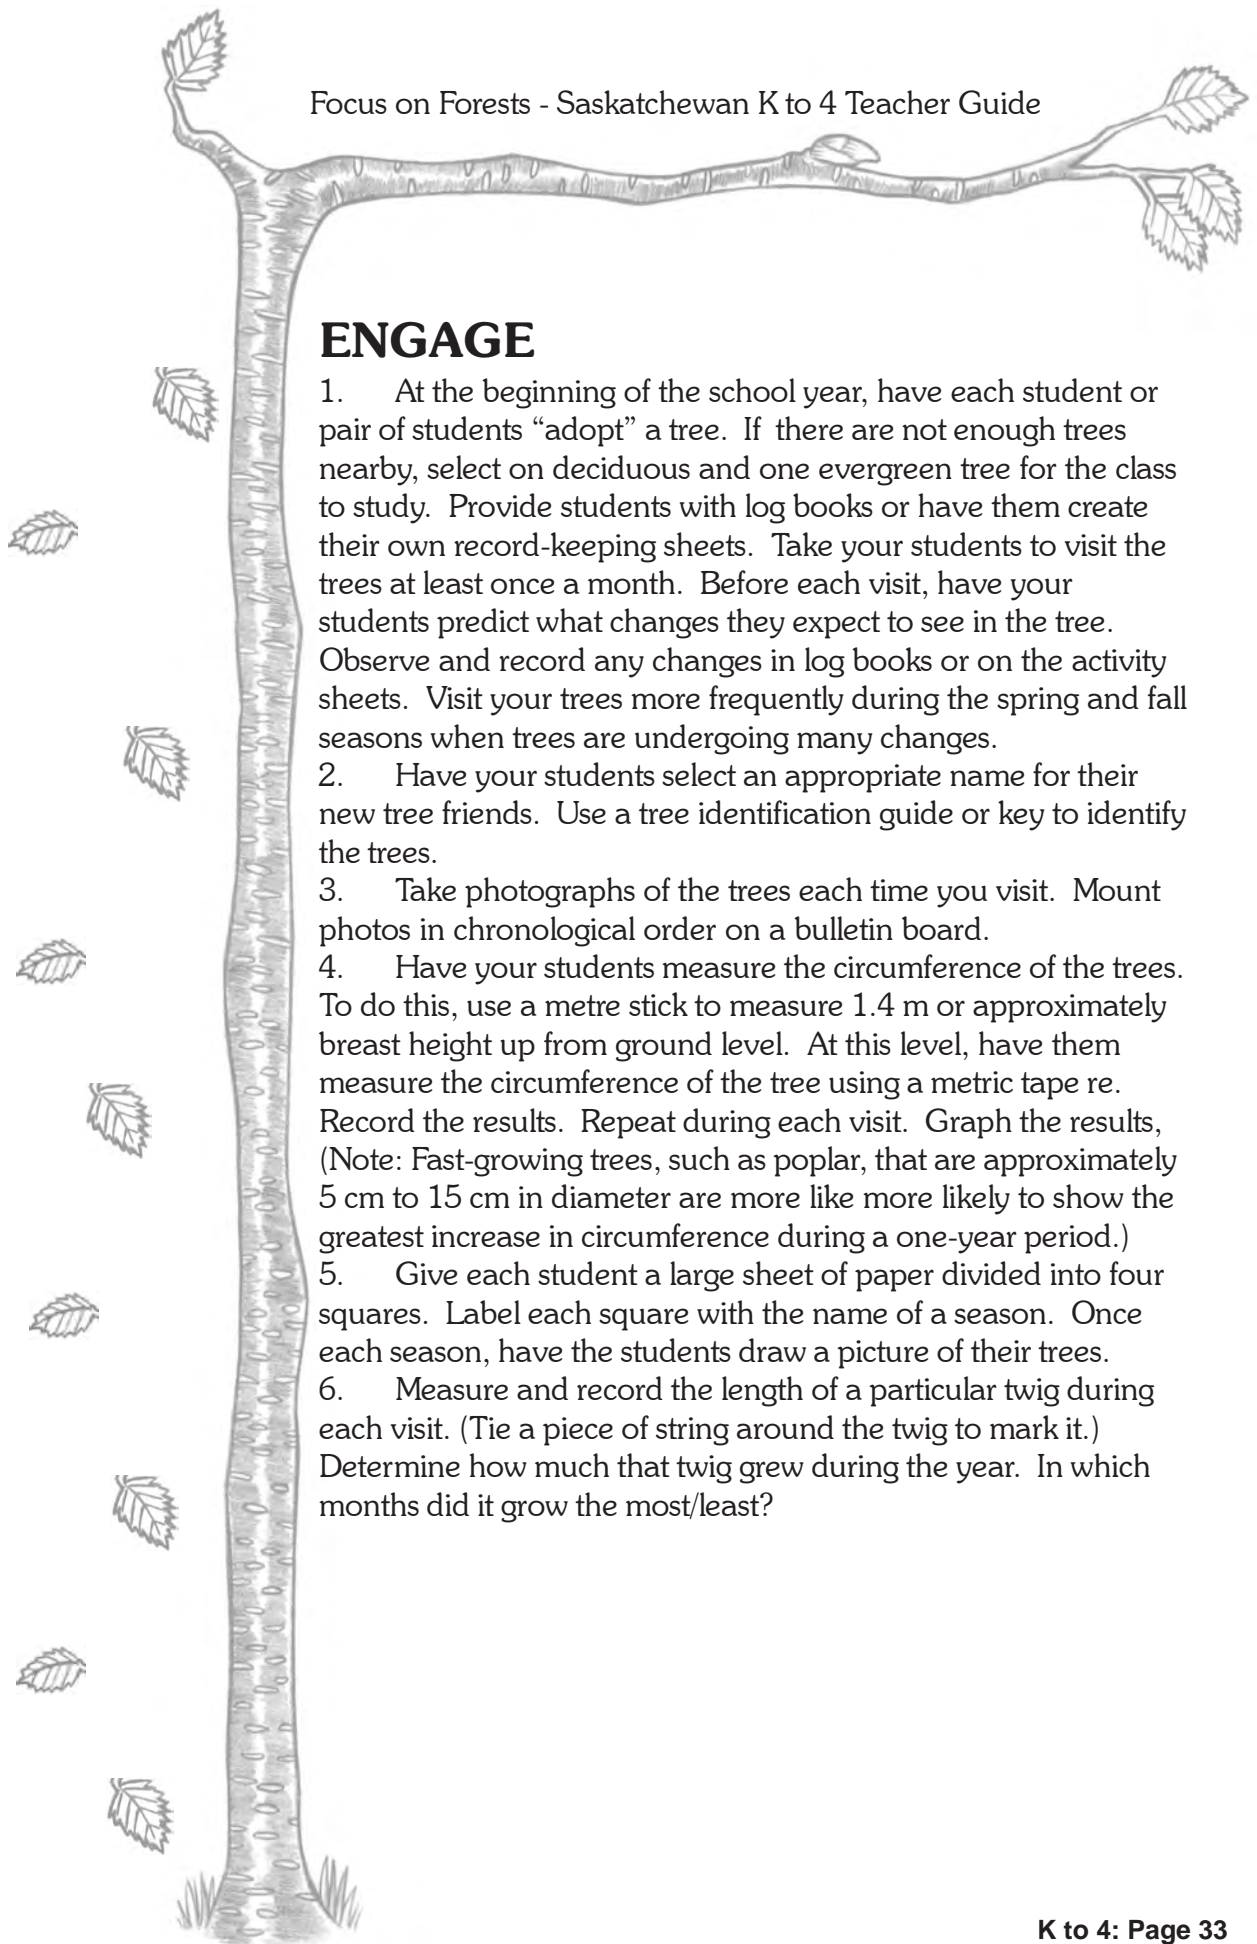 Focus on Forests - Saskatchewan K to 4 Teacher Guide
ENGAGE
1. At the beginning of the school year, have each student or
pair of students “adopt” a tree. If there are not enough trees
nearby, select on deciduous and one evergreen tree for the class
to study. Provide students with log books or have them create
their own record-keeping sheets. Take your students to visit the
trees at least once a month. Before each visit, have your
students predict what changes they expect to see in the tree.
Observe and record any changes in log books or on the activity
sheets. Visit your trees more frequently during the spring and fall
seasons when trees are undergoing many changes.
2. Have your students select an appropriate name for their
new tree friends. Use a tree identification guide or key to identify
the trees.
3. Take photographs of the trees each time you visit. Mount
photos in chronological order on a bulletin board.
4. Have your students measure the circumference of the trees.
To do this, use a metre stick to measure 1.4 m or approximately
breast height up from ground level. At this level, have them
measure the circumference of the tree using a metric tape re.
Record the results. Repeat during each visit. Graph the results,
(Note: Fast-growing trees, such as poplar, that are approximately
5 cm to 15 cm in diameter are more like more likely to show the
greatest increase in circumference during a one-year period.)
5. Give each student a large sheet of paper divided into four
squares. Label each square with the name of a season. Once
each season, have the students draw a picture of their trees.
6. Measure and record the length of a particular twig during
each visit. (Tie a piece of string around the twig to mark it.)
Determine how much that twig grew during the year. In which
months did it grow the most/least?
K to 4: Page 33